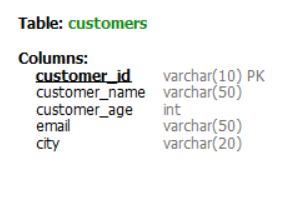 Table: customers
Columns:
customer_id varchar(10) PK
customer_name varchar(50)
customer_age int
email varchar(50)
city varchar(20)